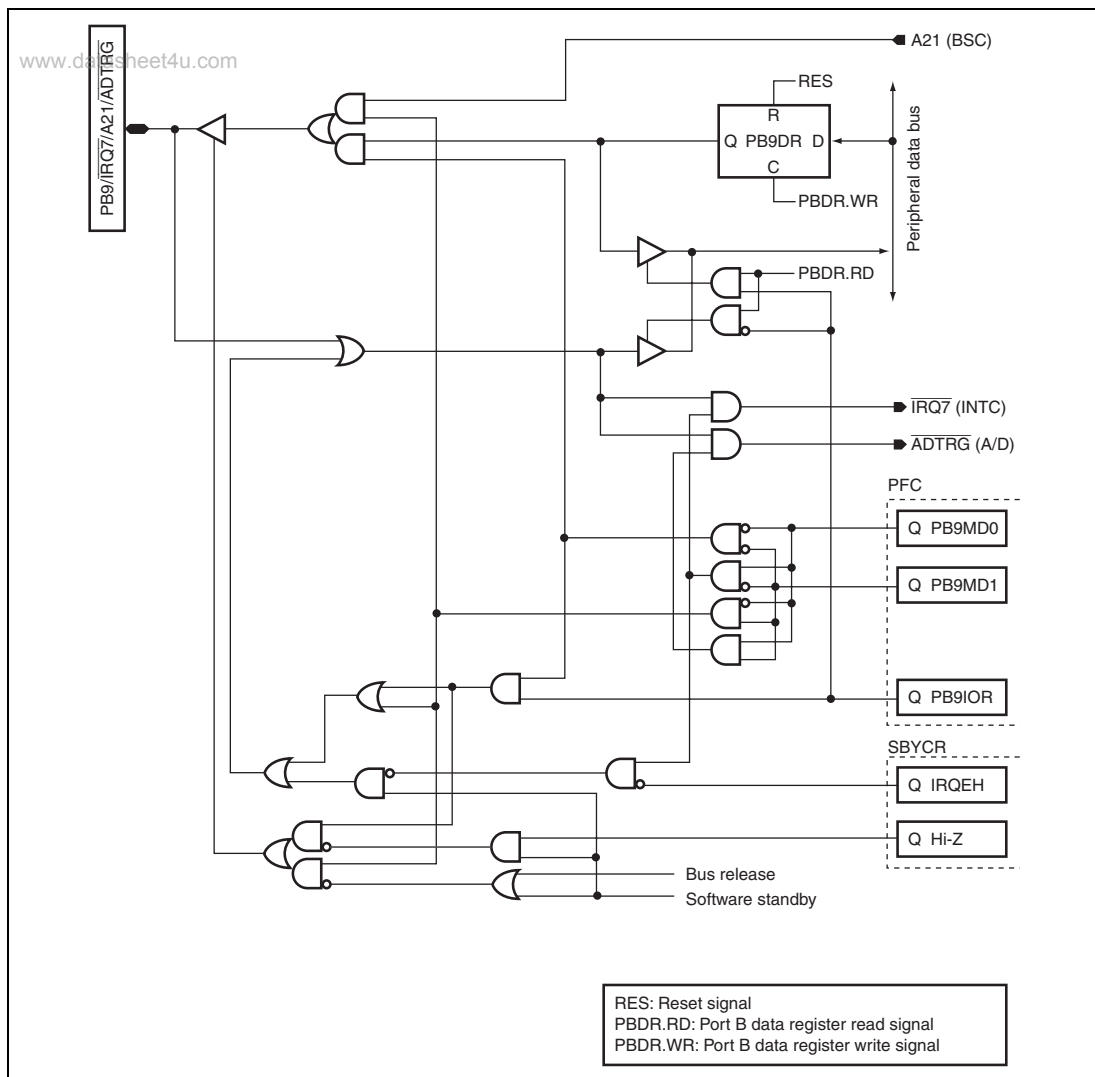 www.datasheet4u.com
PB9/IRQ7/A21/ADTRG
A21 (BSC)
RES
R
Q PB9DR D
C
PBDR.WR
Peripheral data bus
PBDR.RD
IRQ7 (INTC)
ADTRG (A/D)
PFC
Q PB9MD0
Q PB9MD1
Q PB9IOR
SBYCR
Q IRQEH
Q Hi-Z
Bus release
Software standby
RES: Reset signal
PBDR.RD: Port B data register read signal
PBDR.WR: Port B data register write signal